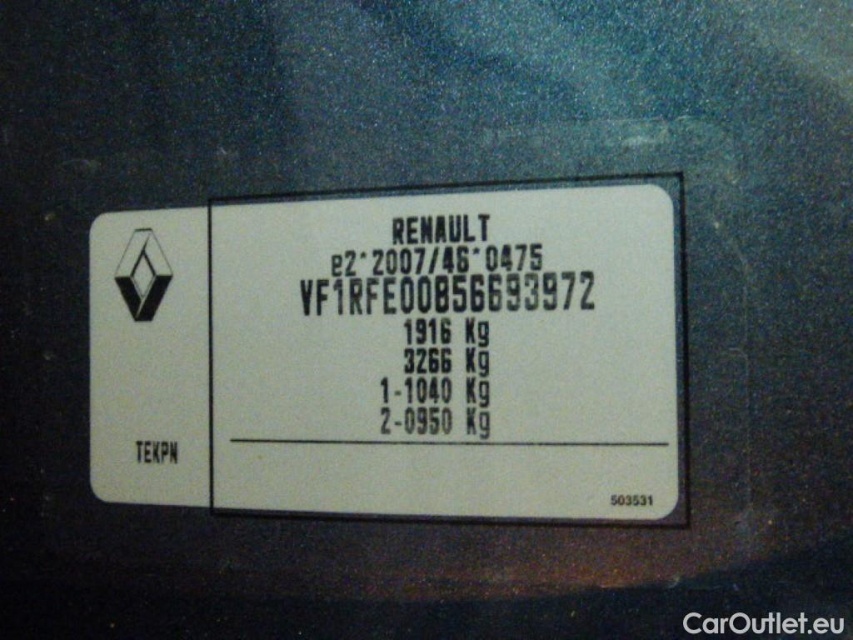 RENAULT
e2*2007/46*0475
VF1RFE00856693972
1916 Kg
3266 Kg
1-1040 Kg
2-0950 Kg
TEKPN
503531
CarOutlet.eu